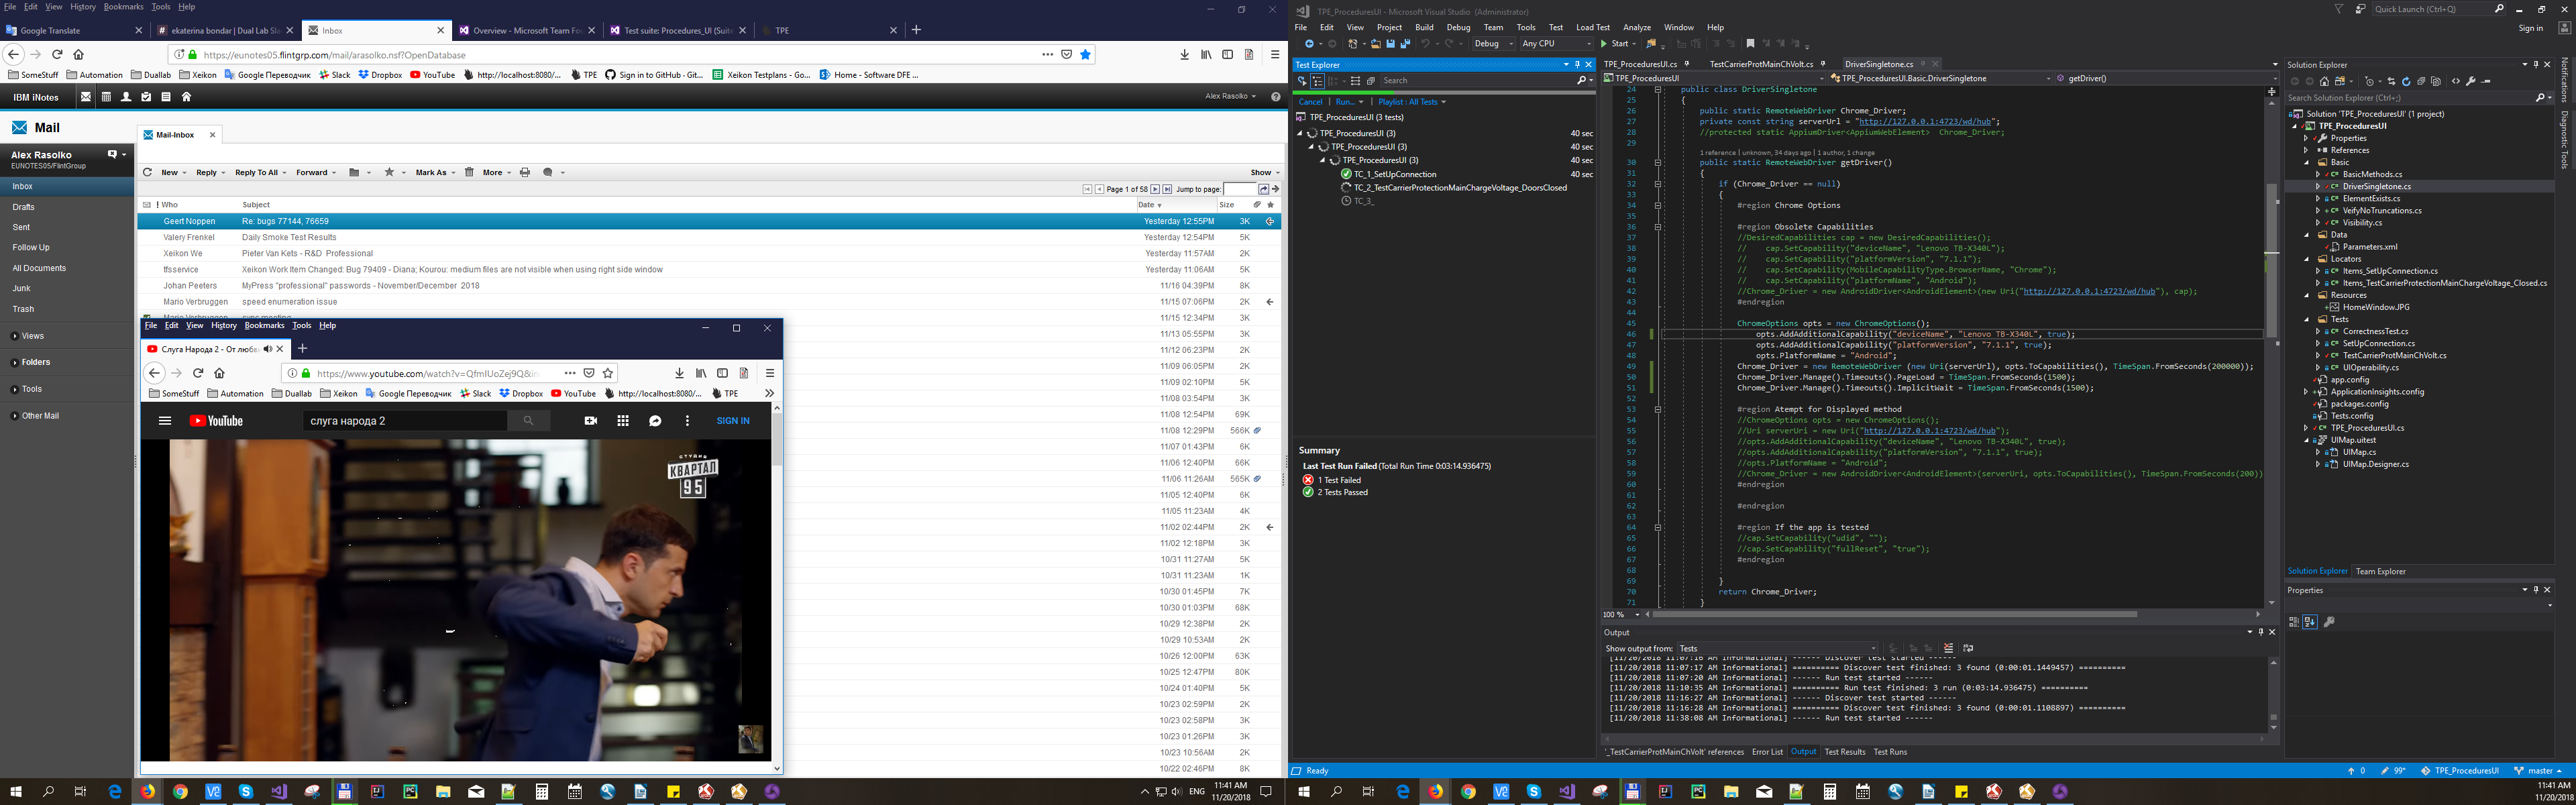 File Edit View History Bookmarks Tools Help
Google Translate
ekaterina bondar | Dual Lab Sla
Inbox
Overview - Microsoft Team Fou
Test suite: Procedures_UI (Suite
TPE
https://eunotes05.flintgrp.com/mail/arasolko.nsf?OpenDatabase
SomeStuff Automation Duallab Xeikon Google Переводчик Slack Dropbox YouTube http://localhost:8080/... TPE Sign in to GitHub · Git... Xeikon Testplans - Go... Home - Software DFE ...
IBM iNotes
Alex Rasolko
Mail
Mail-Inbox
Alex Rasolko
EUNOTES05/FlintGroup
New Reply Reply To All Forward Mark As More Show
Page 1 of 58 Jump to page:
! Who Subject Date Size
Inbox
Drafts
Sent
Follow Up
All Documents
Junk
Trash
Views
Folders
Tools
Other Mail
Geert Noppen Re: bugs 77144, 76659 Yesterday 12:55PM 3K
Valery Frenkel Daily Smoke Test Results Yesterday 12:54PM 5K
Xeikon We Pieter Van Kets - R&D Professional Yesterday 11:57AM 2K
tfsservice Xeikon Work Item Changed: Bug 79409 - Diana; Kourou: medium files are not visible when using right side window Yesterday 11:06AM 5K
Johan Peeters MyPress "professional" passwords - November/December 2018 11/16 04:39PM 8K
Mario Verbruggen speed enumeration issue 11/15 07:06PM 2K
11/15 12:34PM 3K
11/13 05:55PM 3K
11/12 06:23PM 2K
11/09 06:05PM 2K
11/09 02:10PM 5K
11/08 03:54PM 3K
11/08 12:54PM 69K
11/08 12:29PM 566K
11/07 01:43PM 6K
11/06 12:40PM 66K
11/06 11:26AM 565K
11/05 12:40PM 6K
11/05 11:23AM 4K
11/02 02:44PM 2K
11/02 12:18PM 3K
10/31 11:27AM 5K
10/31 11:23AM 1K
10/30 01:45PM 7K
10/30 01:03PM 68K
10/29 12:38PM 2K
10/29 10:53AM 2K
10/26 12:00PM 63K
10/25 12:47PM 80K
10/24 01:40PM 5K
10/23 02:59PM 2K
10/23 02:58PM 3K
10/23 01:26PM 3K
10/23 10:56AM 2K
10/22 02:46PM 8K
File Edit View History Bookmarks Tools Help
Слуга Народа 2 - От любви
https://www.youtube.com/watch?v=QfmIUoZej9Q&in
SomeStuff Automation Duallab Xeikon Google Переводчик Slack Dropbox YouTube http://localhost:8080/... TPE
YouTube
слуга народа 2
SIGN IN
СТУДИЯ
КВАРТАЛ
95
ENG
11:41 AM
11/20/2018
TPE_ProceduresUI - Microsoft Visual Studio (Administrator)
Quick Launch (Ctrl+Q)
File Edit View Project Build Debug Team Tools Test Load Test Analyze Window Help
Sign in
Debug Any CPU Start
Test Explorer
Search
Cancel | Run... | Playlist : All Tests
TPE_ProceduresUI (3 tests)
TPE_ProceduresUI (3) 40 sec
TPE_ProceduresUI (3) 40 sec
TPE_ProceduresUI (3) 40 sec
TC_1_SetUpConnection 40 sec
TC_2_TestCarrierProtectionMainChargeVoltage_DoorsClosed
TC_3_
Summary
Last Test Run Failed (Total Run Time 0:03:14.936475)
1 Test Failed
2 Tests Passed
TPE_ProceduresUI.cs
TestCarrierProtMainChVolt.cs
DriverSingletone.cs
TPE_ProceduresUI
TPE_ProceduresUI.Basic.DriverSingletone
getDriver()
24 public class DriverSingletone
25 {
26 public static RemoteWebDriver Chrome_Driver;
27 private const string serverUrl = "http://127.0.0.1:4723/wd/hub";
28 //protected static AppiumDriver<AppiumWebElement> Chrome_Driver;
29
1 reference | unknown, 34 days ago | 1 author, 1 change
30 public static RemoteWebDriver getDriver()
31 {
32 if (Chrome_Driver == null)
33 {
34 #region Chrome Options
35
36 #region Obsolete Capabilities
37 //DesiredCapabilities cap = new DesiredCapabilities();
38 // cap.SetCapability("deviceName", "Lenovo TB-X340L");
39 // cap.SetCapability("platformVersion", "7.1.1");
40 // cap.SetCapability(MobileCapabilityType.BrowserName, "Chrome");
41 // cap.SetCapability("platformName", "Android");
42 //Chrome_Driver = new AndroidDriver<AndroidElement>(new Uri("http://127.0.0.1:4723/wd/hub"), cap);
43 #endregion
44
45 ChromeOptions opts = new ChromeOptions();
46 opts.AddAdditionalCapability("deviceName", "Lenovo TB-X340L", true);
47 opts.AddAdditionalCapability("platformVersion", "7.1.1", true);
48 opts.PlatformName = "Android";
49 Chrome_Driver = new RemoteWebDriver (new Uri(serverUrl), opts.ToCapabilities(), TimeSpan.FromSeconds(200000));
50 Chrome_Driver.Manage().Timeouts().PageLoad = TimeSpan.FromSeconds(1500);
51 Chrome_Driver.Manage().Timeouts().ImplicitWait = TimeSpan.FromSeconds(1500);
52
53 #region Atempt for Displayed method
54 //ChromeOptions opts = new ChromeOptions();
55 //Uri serverUri = new Uri("http://127.0.0.1:4723/wd/hub");
56 //opts.AddAdditionalCapability("deviceName", "Lenovo TB-X340L", true);
57 //opts.AddAdditionalCapability("platformVersion", "7.1.1", true);
58 //opts.PlatformName = "Android";
59 //Chrome_Driver = new AndroidDriver<AndroidElement>(serverUri, opts.ToCapabilities(), TimeSpan.FromSeconds(200))
60 #endregion
61
62 #endregion
63
64 #region If the app is tested
65 //cap.SetCapability("udid", "");
66 //cap.SetCapability("fullReset", "true");
67 #endregion
68
69 }
70 return Chrome_Driver;
71 }
100 %
Output
Show output from: Tests
[11/20/2018 11:07:16 AM Informational] ------ Discover test started ------
[11/20/2018 11:07:17 AM Informational] ========== Discover test finished: 3 found (0:00:01.1449457) ==========
[11/20/2018 11:07:20 AM Informational] ------ Run test started ------
[11/20/2018 11:10:35 AM Informational] ========== Run test finished: 3 run (0:03:14.936475) ==========
[11/20/2018 11:16:27 AM Informational] ------ Discover test started ------
[11/20/2018 11:16:28 AM Informational] ========== Discover test finished: 3 found (0:00:01.1108897) ==========
[11/20/2018 11:38:08 AM Informational] ------ Run test started ------
'_TestCarrierProtMainChVolt' references Error List Output Test Results Test Runs
Solution Explorer
Search Solution Explorer (Ctrl+;)
Solution 'TPE_ProceduresUI' (1 project)
TPE_ProceduresUI
Properties
References
Basic
BasicMethods.cs
DriverSingletone.cs
ElementExists.cs
VeifyNoTruncations.cs
Visibility.cs
Data
Parameters.xml
Locators
Items_SetUpConnection.cs
Items_TestCarrierProtectionMainChargeVoltage_Closed.cs
Resources
HomeWindow.JPG
Tests
CorrectnessTest.cs
SetUpConnection.cs
TestCarrierProtMainChVolt.cs
UIOperability.cs
app.config
ApplicationInsights.config
packages.config
Tests.config
TPE_ProceduresUI.cs
UIMap.uitest
UIMap.cs
UIMap.Designer.cs
Solution Explorer Team Explorer
Properties
Notifications
Diagnostic Tools
Ready
0 99* TPE_ProceduresUI master
11:41 AM
11/20/2018